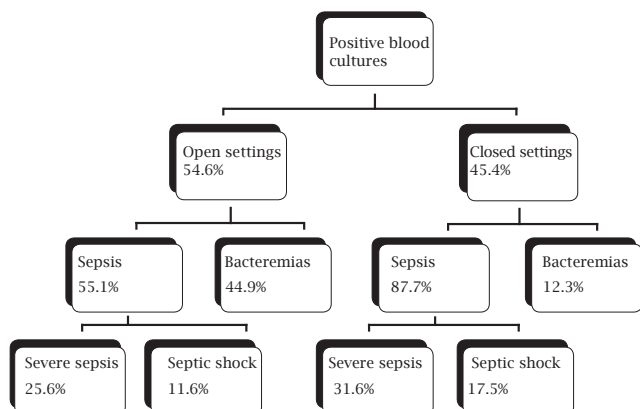 Positive blood
cultures
Open settings
54.6%
Closed settings
45.4%
Sepsis
55.1%
Bacteremias
44.9%
Sepsis
87.7%
Bacteremias
12.3%
Severe sepsis
25.6%
Septic shock
11.6%
Severe sepsis
31.6%
Septic shock
17.5%